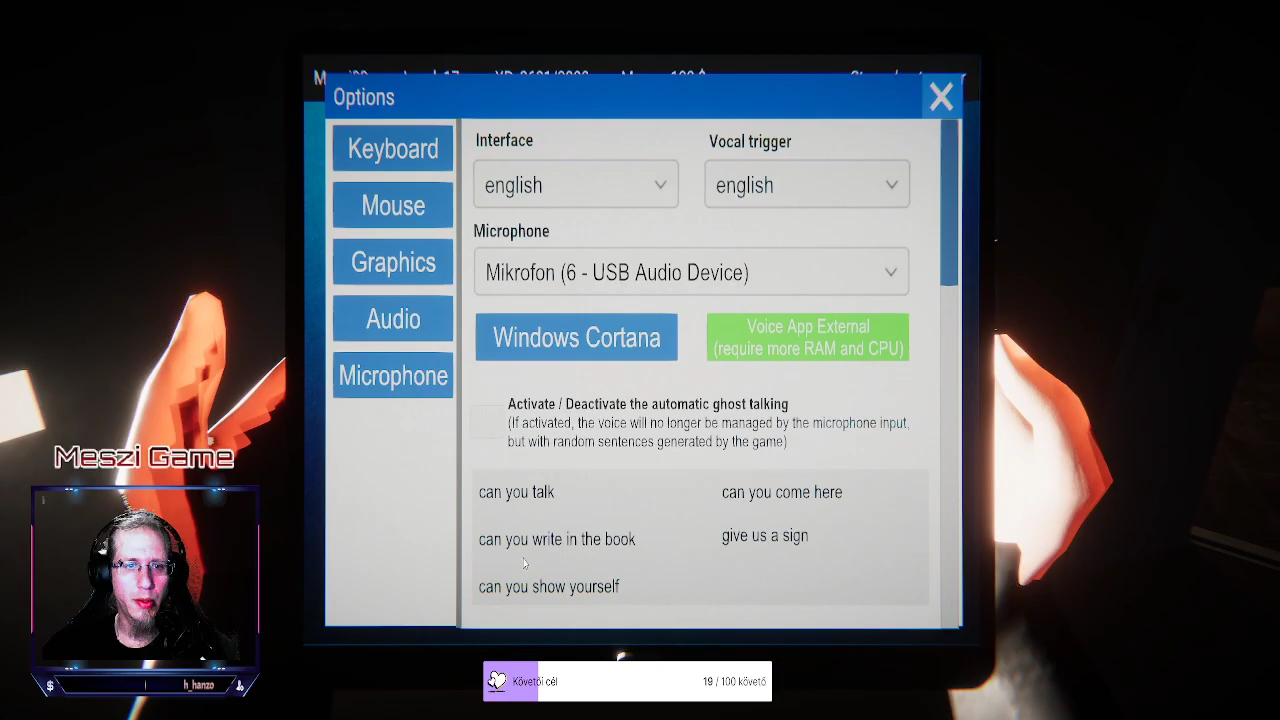 Options
Keyboard
Mouse
Graphics
Audio
Microphone
Interface
Vocal trigger
english
english
Microphone
Mikrofon (6 - USB Audio Device)
Windows Cortana
Voice App External
(require more RAM and CPU)
Activate / Deactivate the automatic ghost talking
(If activated, the voice will no longer be managed by the microphone input,
but with random sentences generated by the game)
can you talk
can you come here
can you write in the book
give us a sign
can you show yourself
Meszi Game
$
h_hanzo
Követői cél
19 / 100 követő